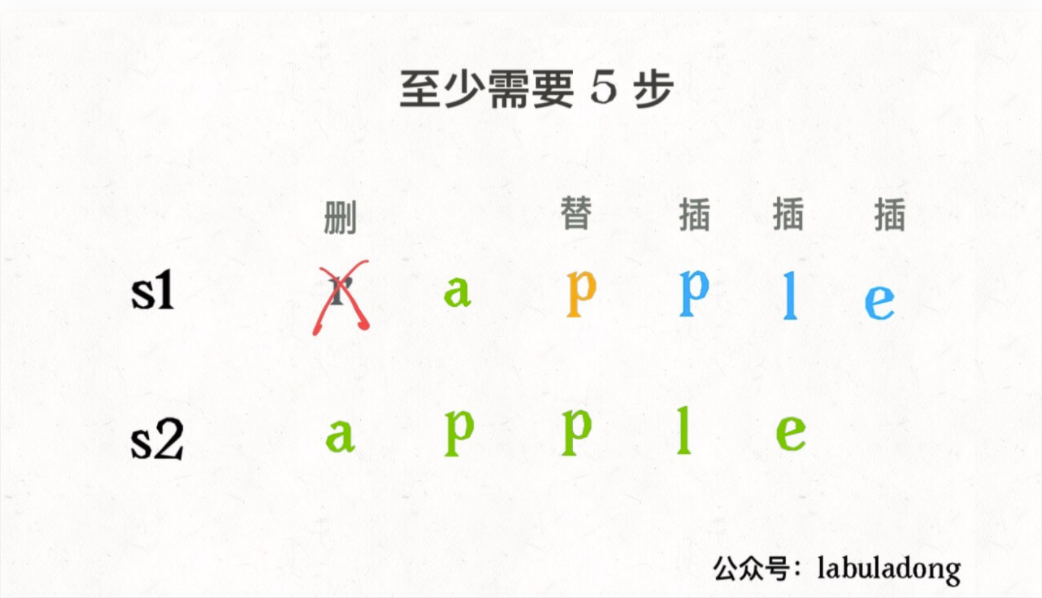 至少需要 5 步
删 替 插 插 插
s1 r a p p l e
s2 a p p l e
公众号：labuladong